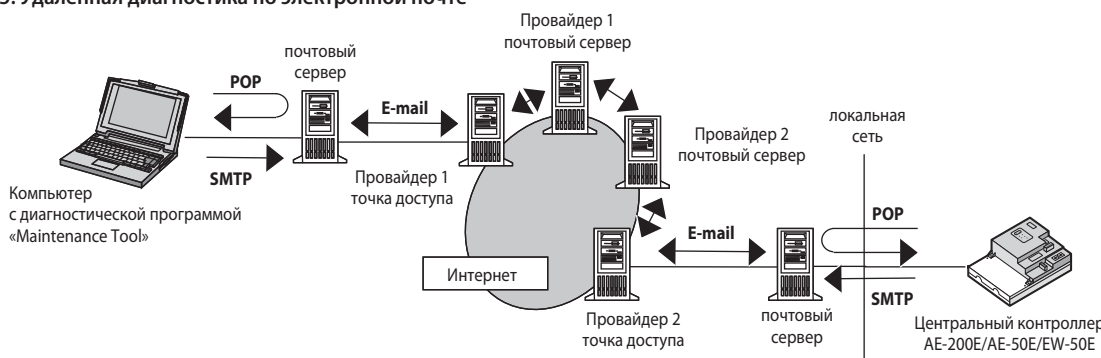 3. Удаленная диагностика по электронной почте
Провайдер 1
почтовый сервер
почтовый
сервер
POP
E-mail
SMTP
Компьютер
с диагностической программой
«Maintenance Tool»
Провайдер 1
точка доступа
Провайдер 2
почтовый сервер
локальная
сеть
Интернет
E-mail
POP
SMTP
Провайдер 2
точка доступа
почтовый
сервер
Центральный контроллер
AE-200E/AE-50E/EW-50E